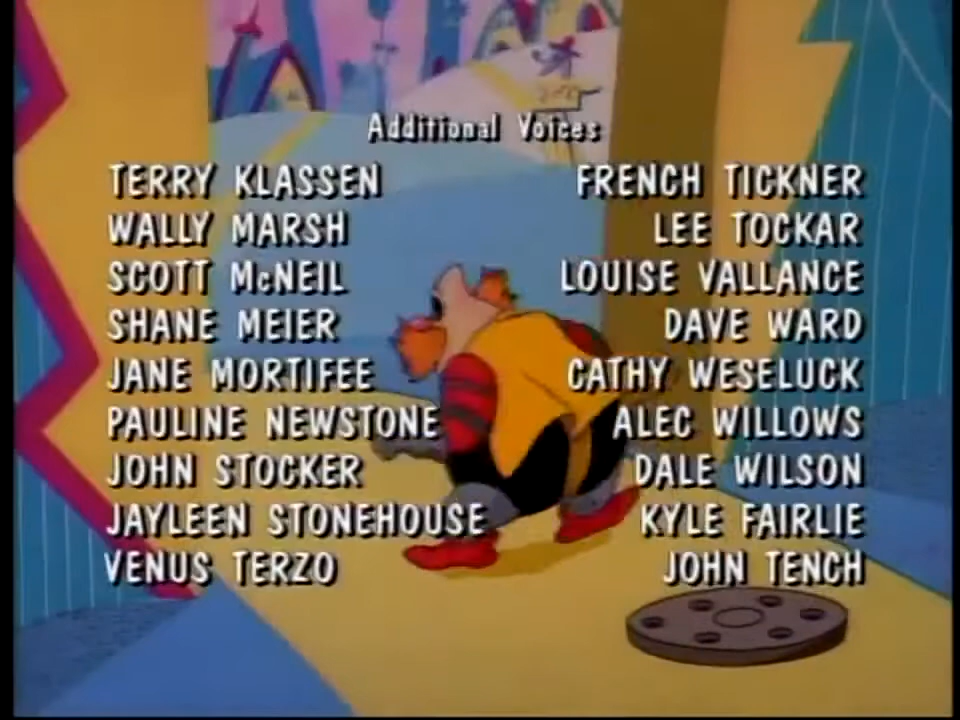 Additional Voices
TERRY KLASSEN
WALLY MARSH
SCOTT McNEIL
SHANE MEIER
JANE MORTIFEE
PAULINE NEWSTONE
JOHN STOCKER
JAYLEEN STONEHOUSE
VENUS TERZO
FRENCH TICKNER
LEE TOCKAR
LOUISE VALLANCE
DAVE WARD
CATHY WESELUCK
ALEC WILLOWS
DALE WILSON
KYLE FAIRLIE
JOHN TENCH